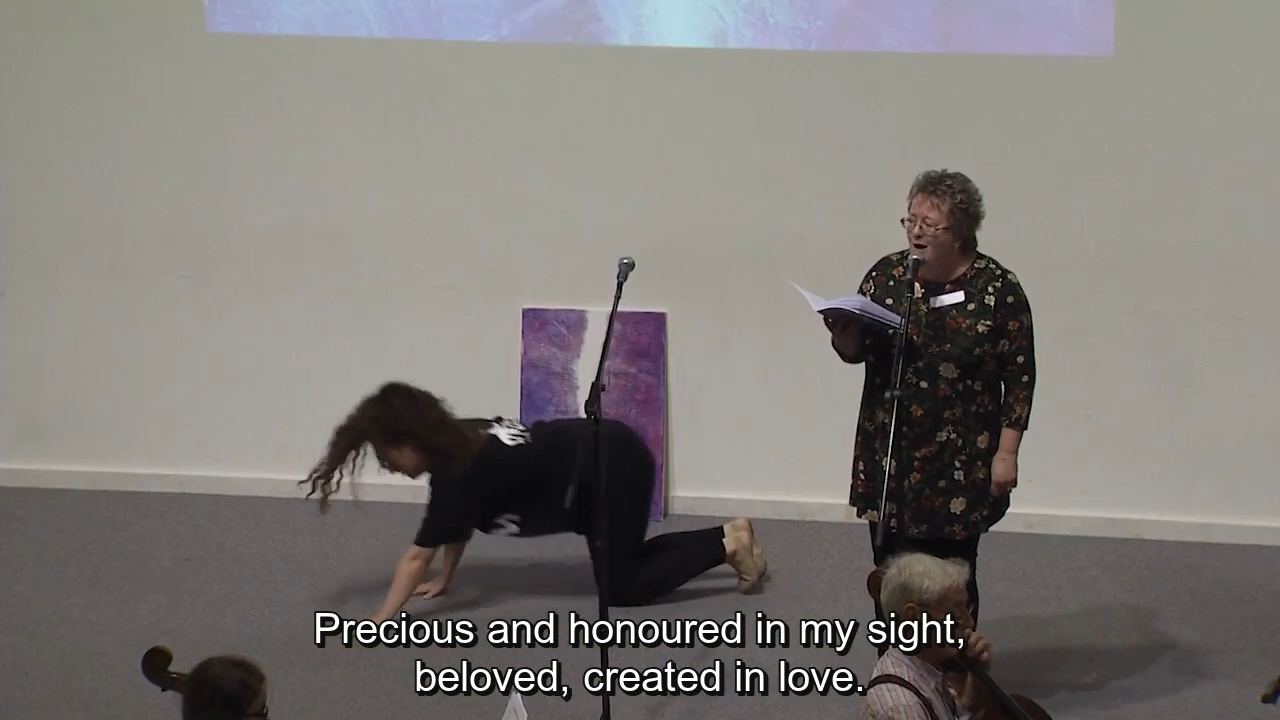 Precious and honoured in my sight,
beloved, created in love.